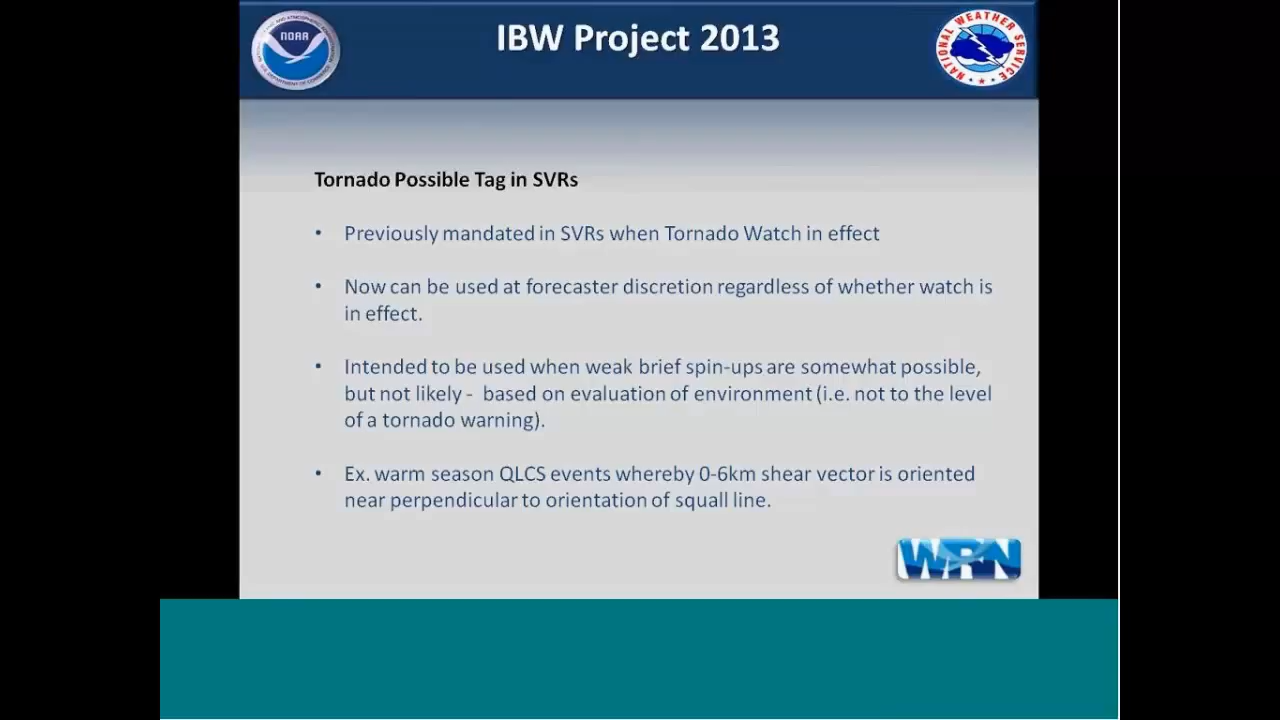 IBW Project 2013
NOAA
NATIONAL WEATHER SERVICE
Tornado Possible Tag in SVRs
• Previously mandated in SVRs when Tornado Watch in effect
• Now can be used at forecaster discretion regardless of whether watch is
in effect.
• Intended to be used when weak brief spin-ups are somewhat possible,
but not likely - based on evaluation of environment (i.e. not to the level
of a tornado warning).
• Ex. warm season QLCS events whereby 0-6km shear vector is oriented
near perpendicular to orientation of squall line.
WRN